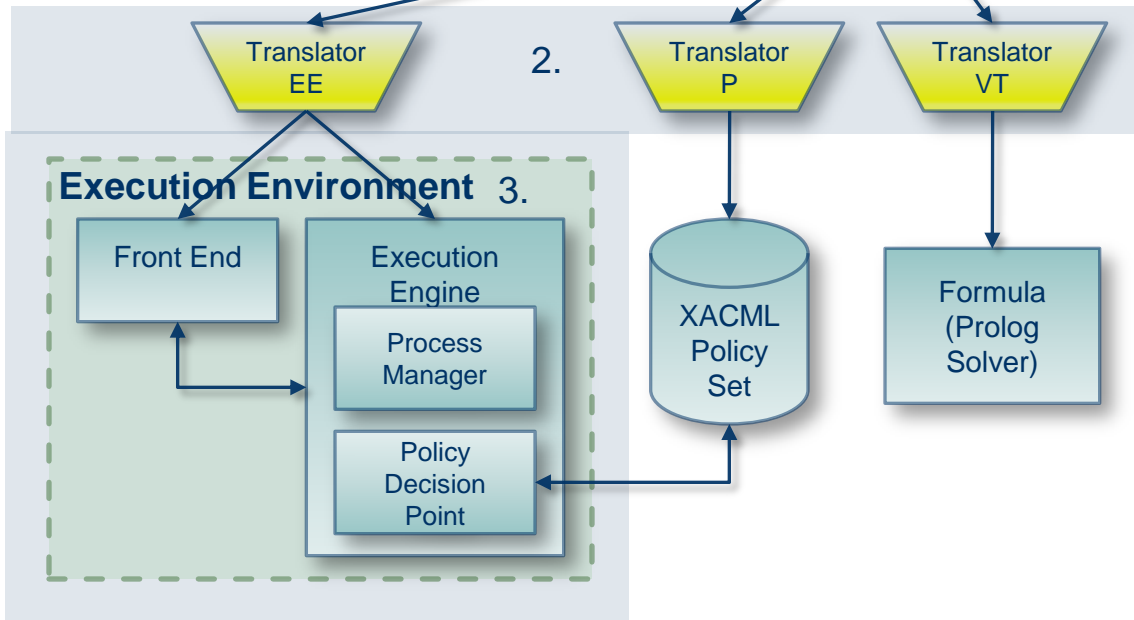 Translator
EE
2.
Translator
P
Translator
VT
Execution Environment
3.
Front End
Execution
Engine
Process
Manager
Policy
Decision
Point
XACML
Policy
Set
Formula
(Prolog
Solver)